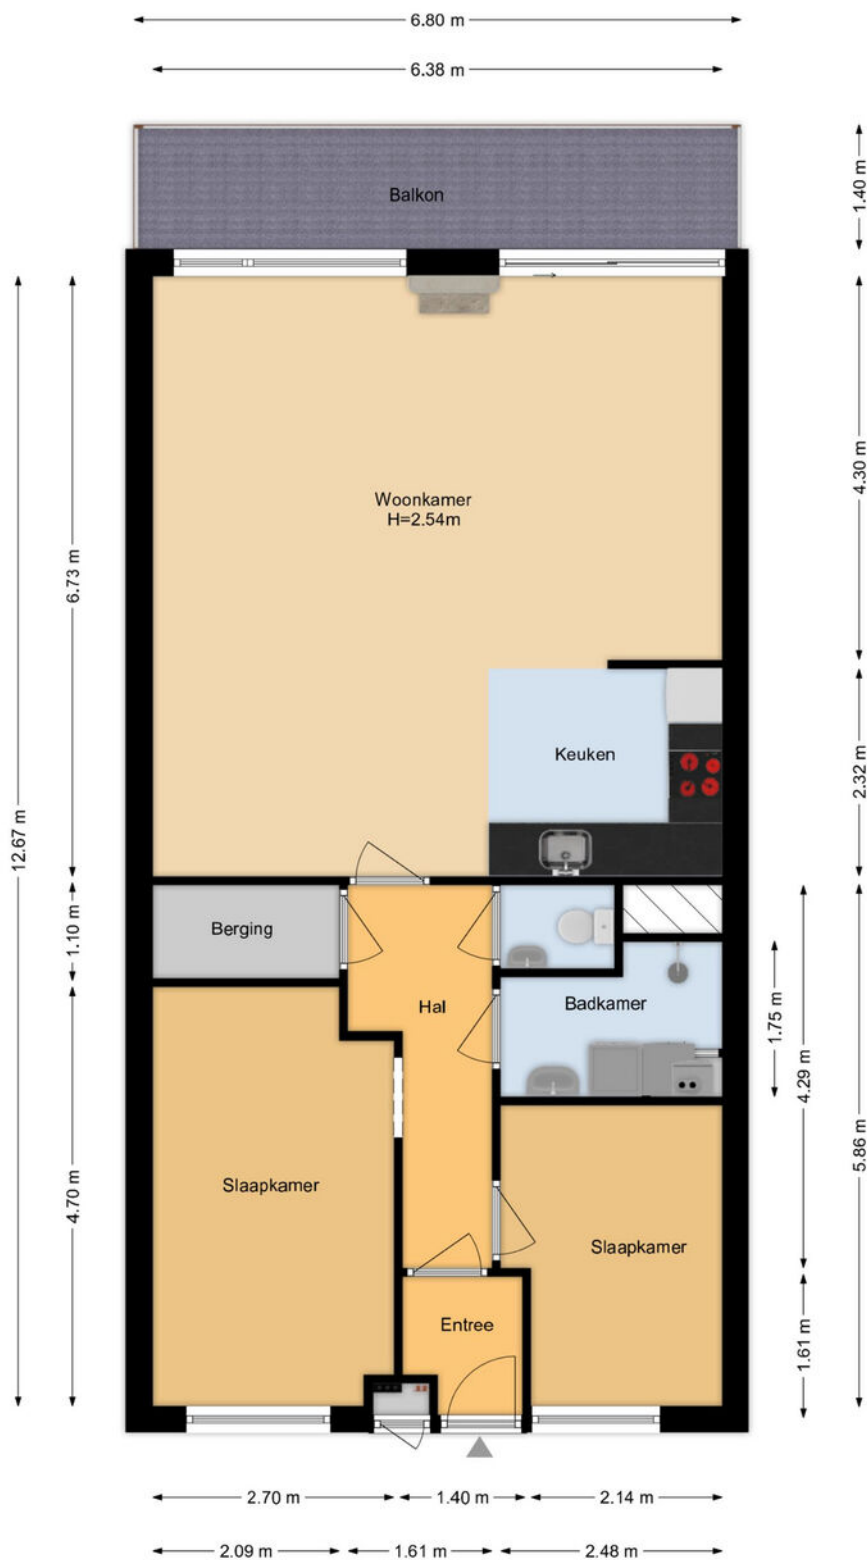 6.80 m
6.38 m
Balkon
1.40 m
Woonkamer
H=2.54m
4.30 m
6.73 m
12.67 m
Keuken
2.32 m
1.10 m
Berging
Hal
Badkamer
1.75 m
4.29 m
5.86 m
4.70 m
Slaapkamer
Slaapkamer
Entree
1.61 m
2.70 m
1.40 m
2.14 m
2.09 m
1.61 m
2.48 m